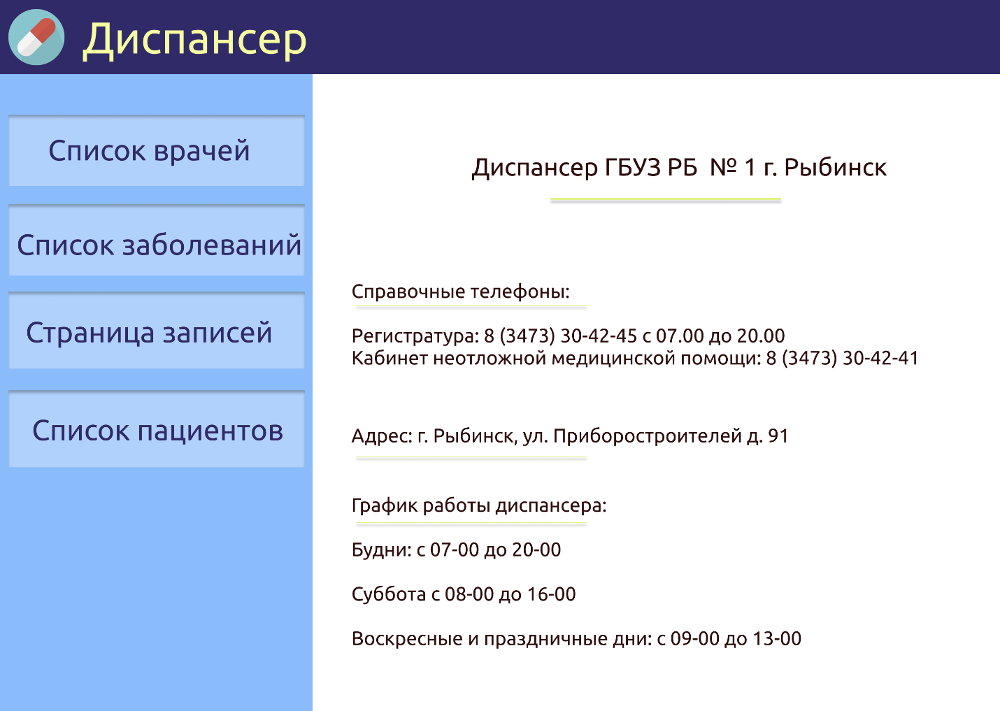 Диспансер
Список врачей
Список заболеваний
Страница записей
Список пациентов
Диспансер ГБУЗ РБ № 1 г. Рыбинск
Справочные телефоны:
Регистратура: 8 (3473) 30-42-45 с 07.00 до 20.00
Кабинет неотложной медицинской помощи: 8 (3473) 30-42-41
Адрес: г. Рыбинск, ул. Приборостроителей д. 91
График работы диспансера:
Будни: с 07-00 до 20-00
Суббота с 08-00 до 16-00
Воскресные и праздничные дни: с 09-00 до 13-00